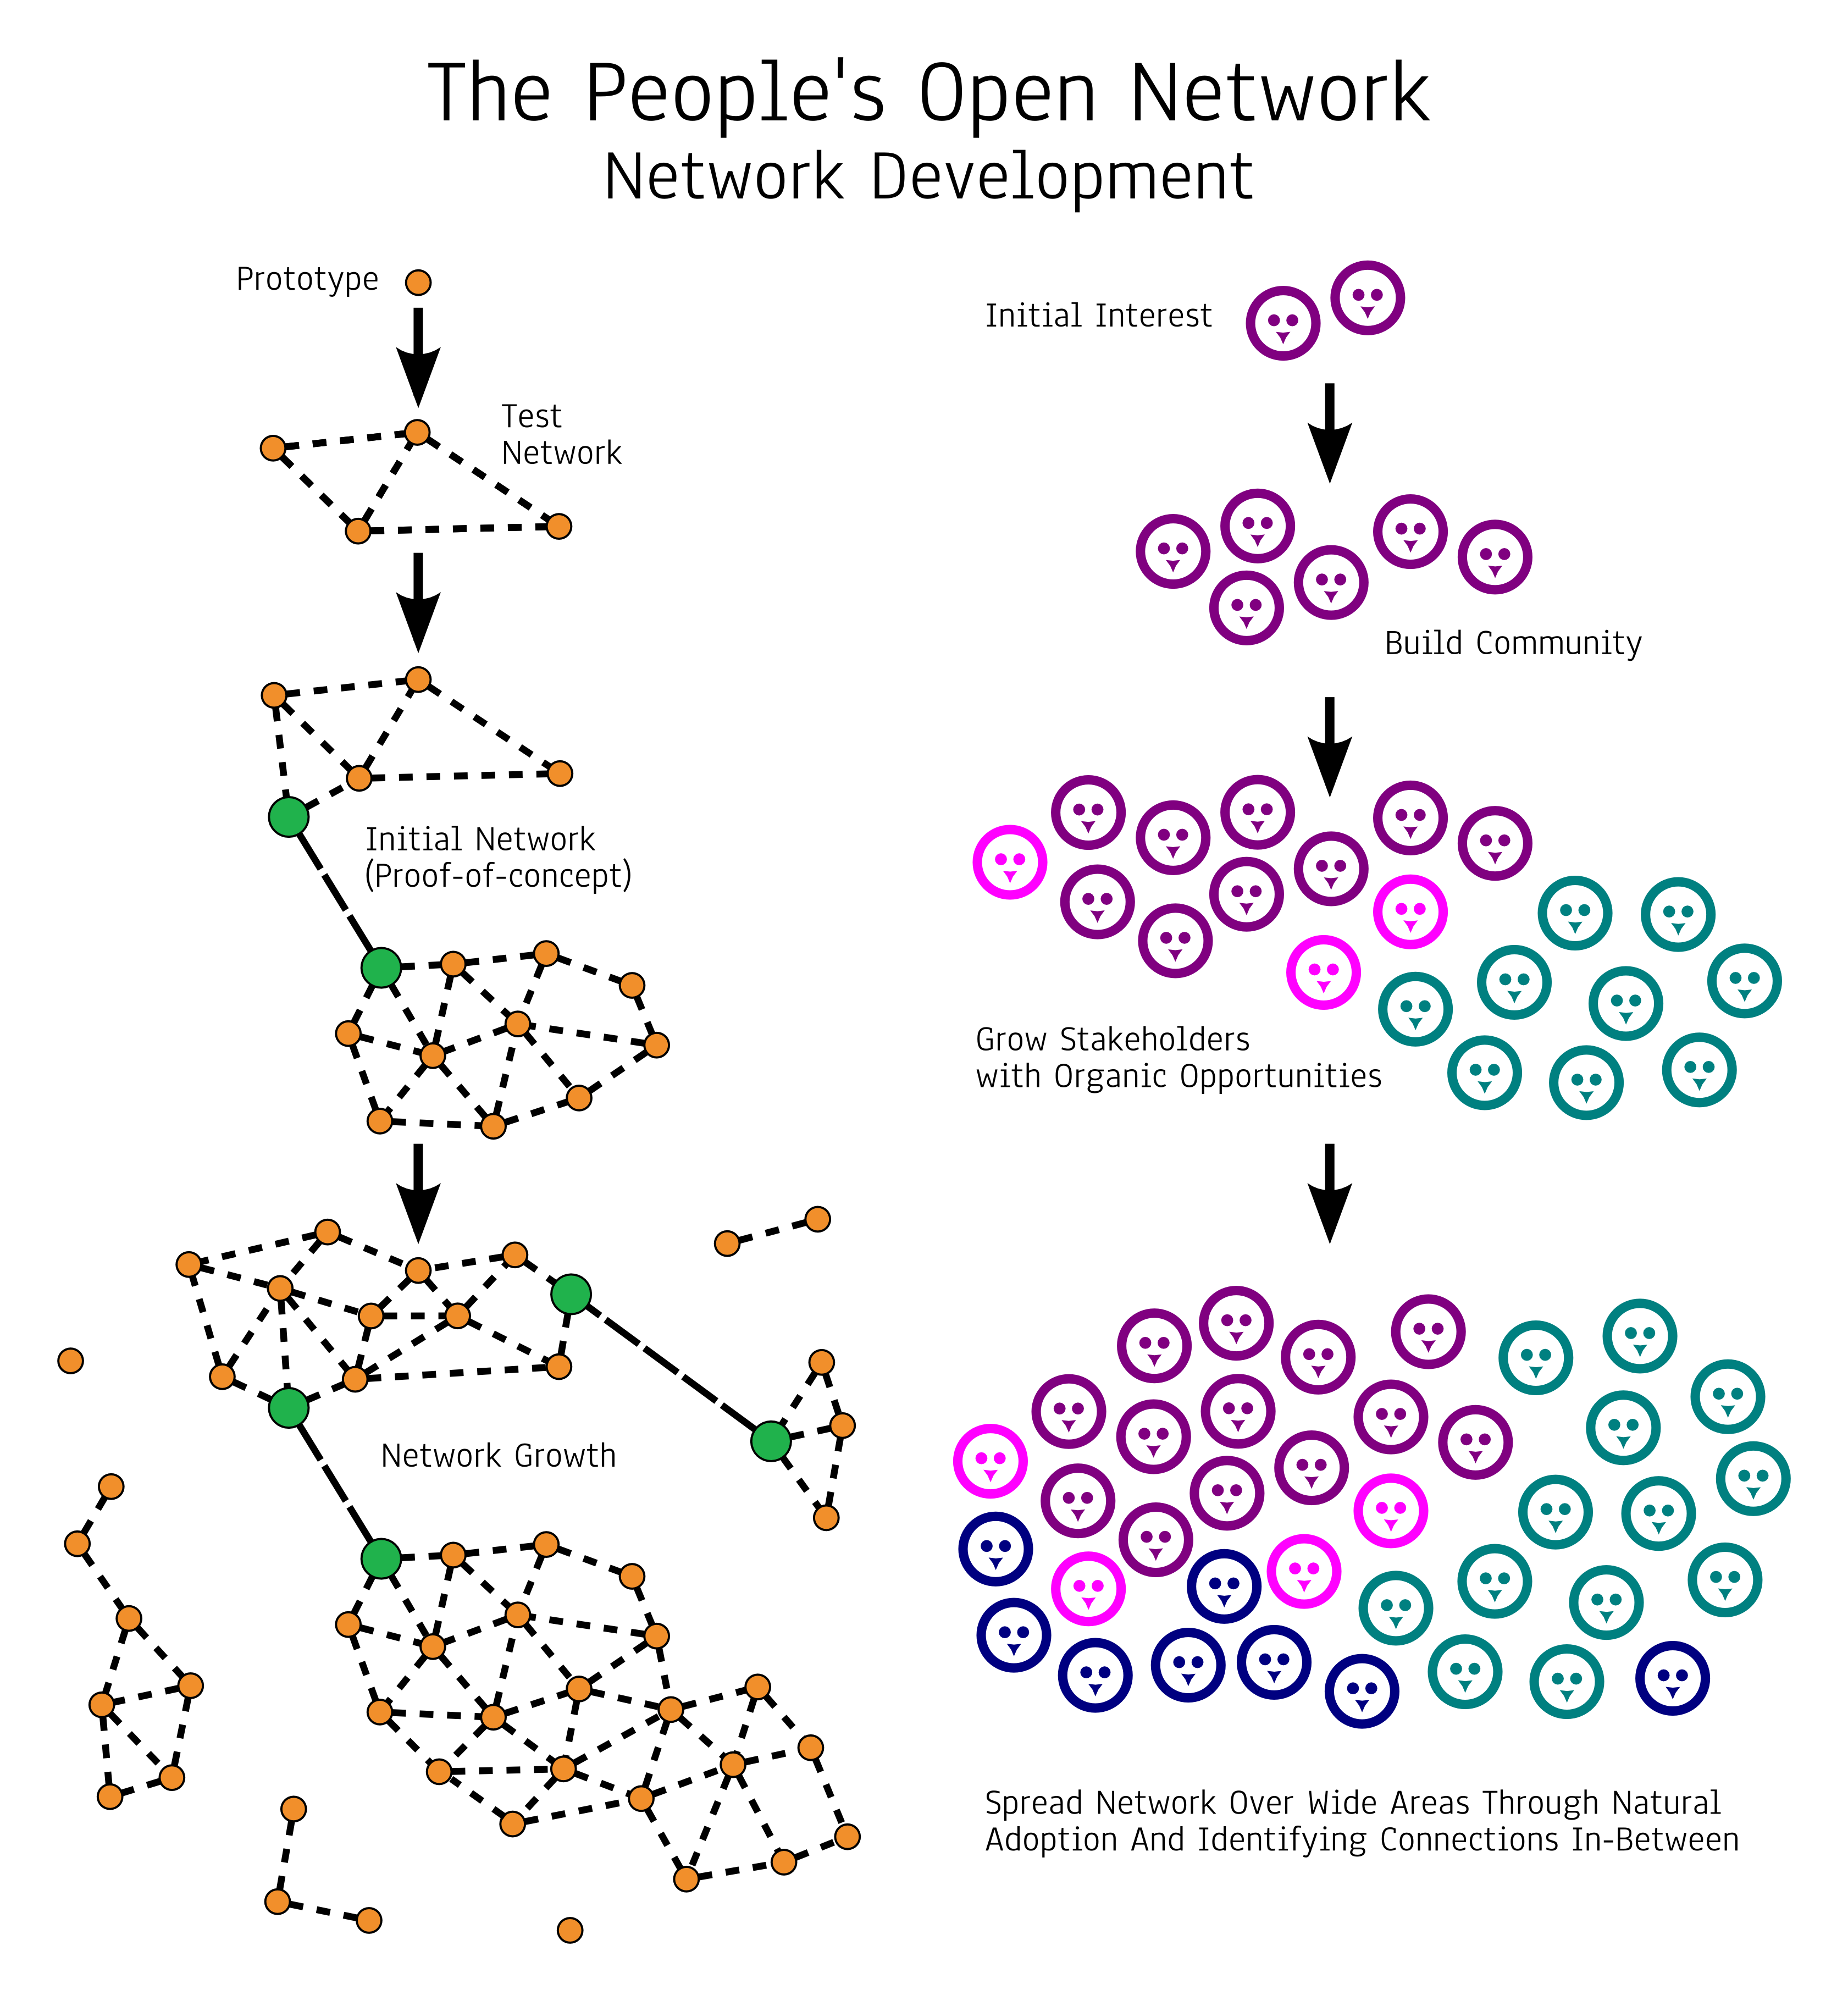 The People's Open Network
Network Development
Prototype
Test
Network
Initial Network
(Proof-of-concept)
Network Growth
Initial Interest
Build Community
Grow Stakeholders
with Organic Opportunities
Spread Network Over Wide Areas Through Natural
Adoption And Identifying Connections In-Between